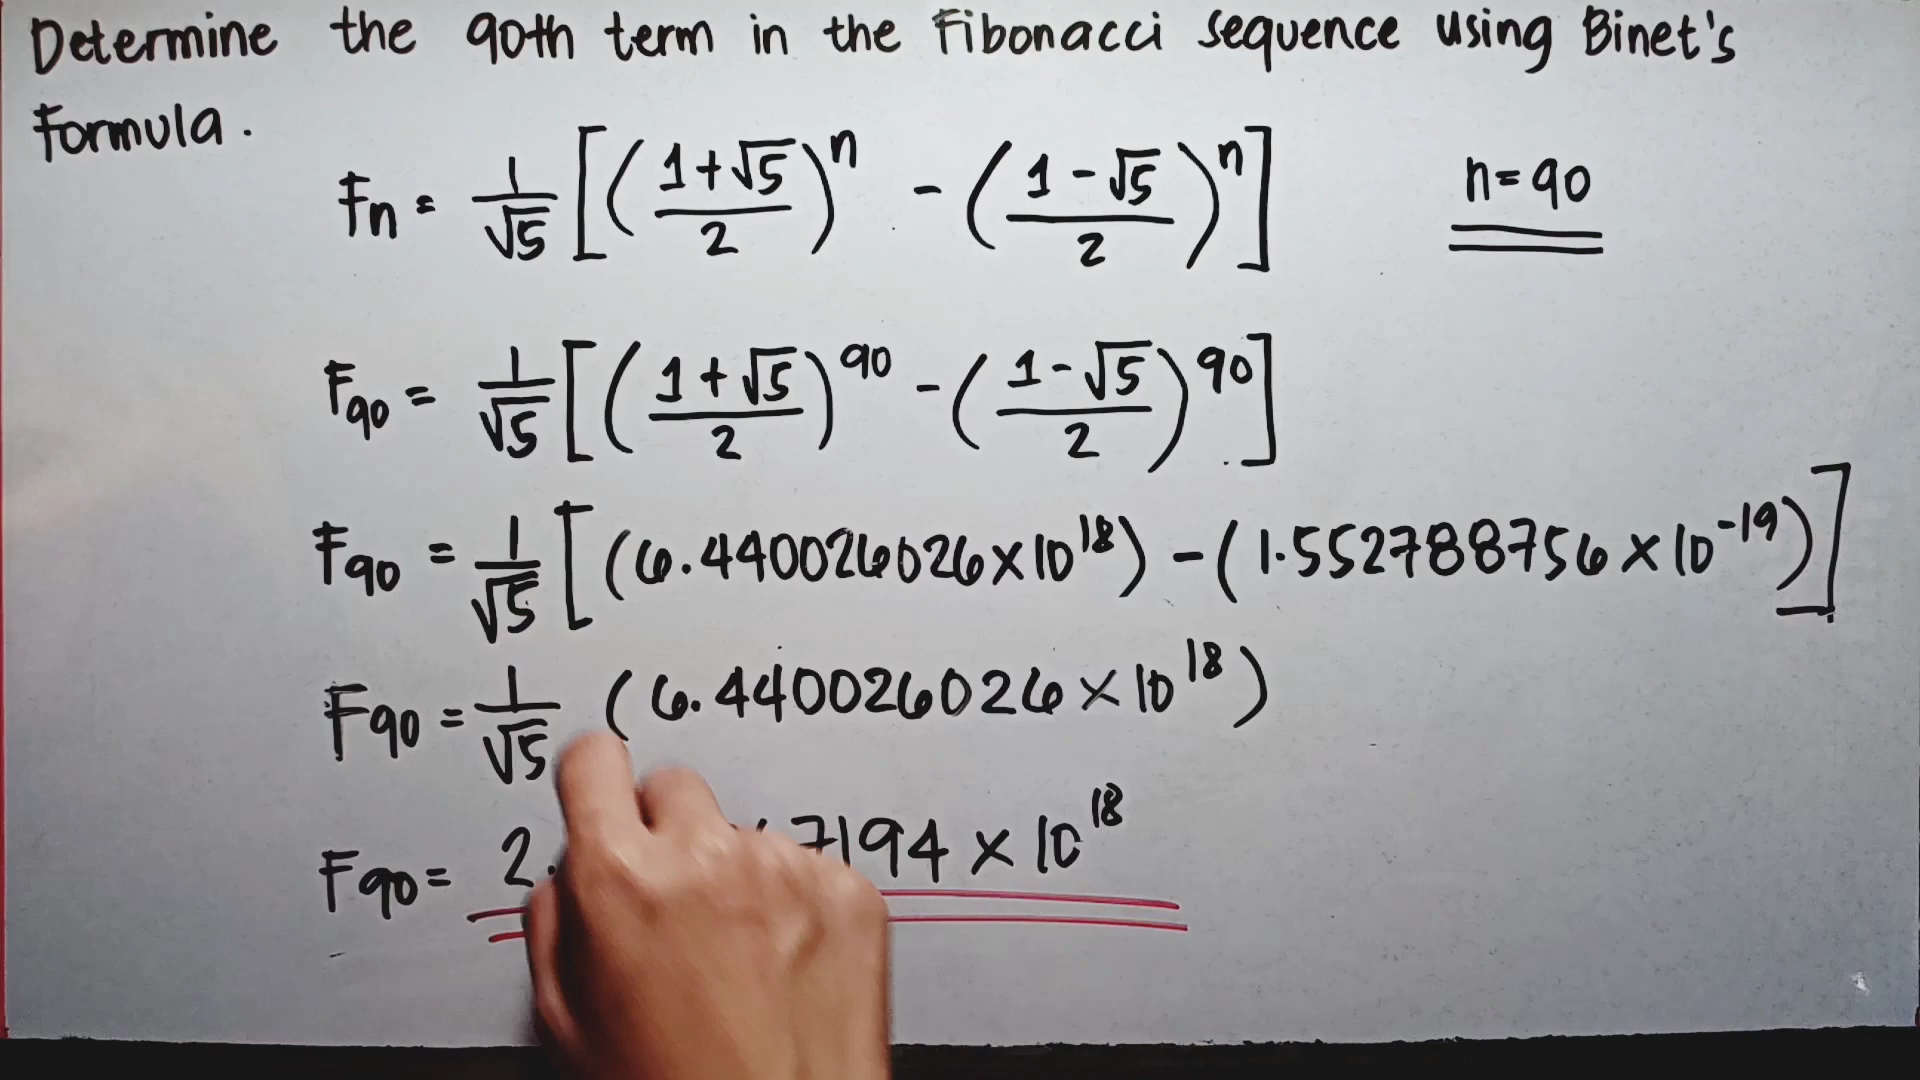 Determine the 90th term in the Fibonacci sequence using Binet's
Formula.
Fn = 1/√5 [((1+√5)/2)^n - ((1-√5)/2)^n] n=90
F90 = 1/√5 [((1+√5)/2)^90 - ((1-√5)/2)^90]
F90 = 1/√5 [(6.440026026×10^18) - (1.552788756×10^-19)]
F90 = 1/√5 (6.440026026×10^18)
F90 = 2. 7194 × 10^18